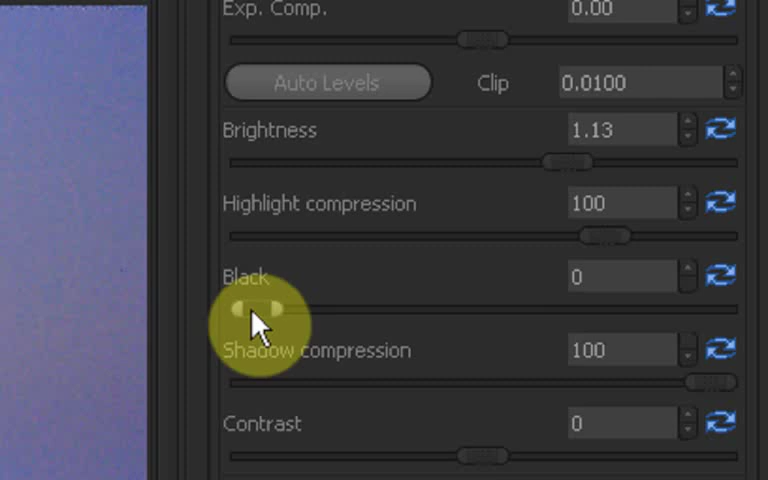 Exp. Comp. 0.00
Auto Levels Clip 0.0100
Brightness 1.13
Highlight compression 100
Black 0
Shadow compression 100
Contrast 0